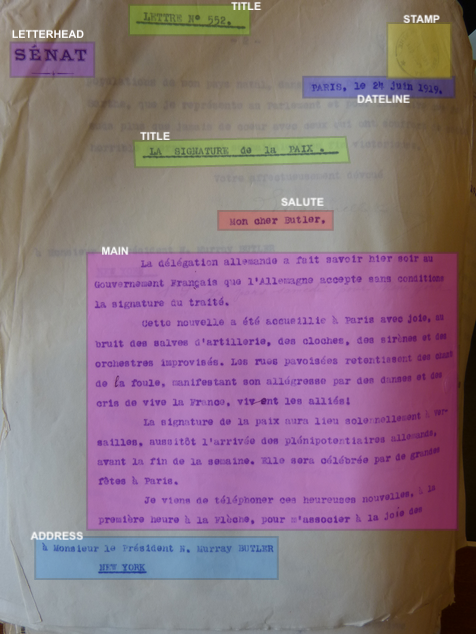 TITLE
LETTRE Nº 552.
STAMP
LETTERHEAD
SÉNAT
PARIS, le 24 Juin 1919.
DATELINE
TITLE
LA SIGNATURE de la PAIX .
SALUTE
Mon cher Butler,
MAIN
La délégation allemande a fait savoir hier soir au
Gouvernement Français que l'Allemagne accepte sans conditions
la signature du traité.
Cette nouvelle a été accueillie à Paris avec joie, au
bruit des salves d'artillerie, des cloches, des sirènes et des
orchestres improvisés. Les rues pavoisées retentissent des chants
de la foule, manifestant son allégresse par des danses et des
cris de vive la France, vivent les alliés!
La signature de la paix aura lieu solennellement à Ver-
sailles, aussitôt l'arrivée des plénipotentiaires allemands,
avant la fin de la semaine. Elle sera célébrée par de grandes
fêtes à Paris.
Je viens de téléphoner ces heureuses nouvelles, à la
première heure à la Flèche, pour m'associer à la joie des
ADDRESS
à Monsieur le Président N. Murray BUTLER
NEW YORK